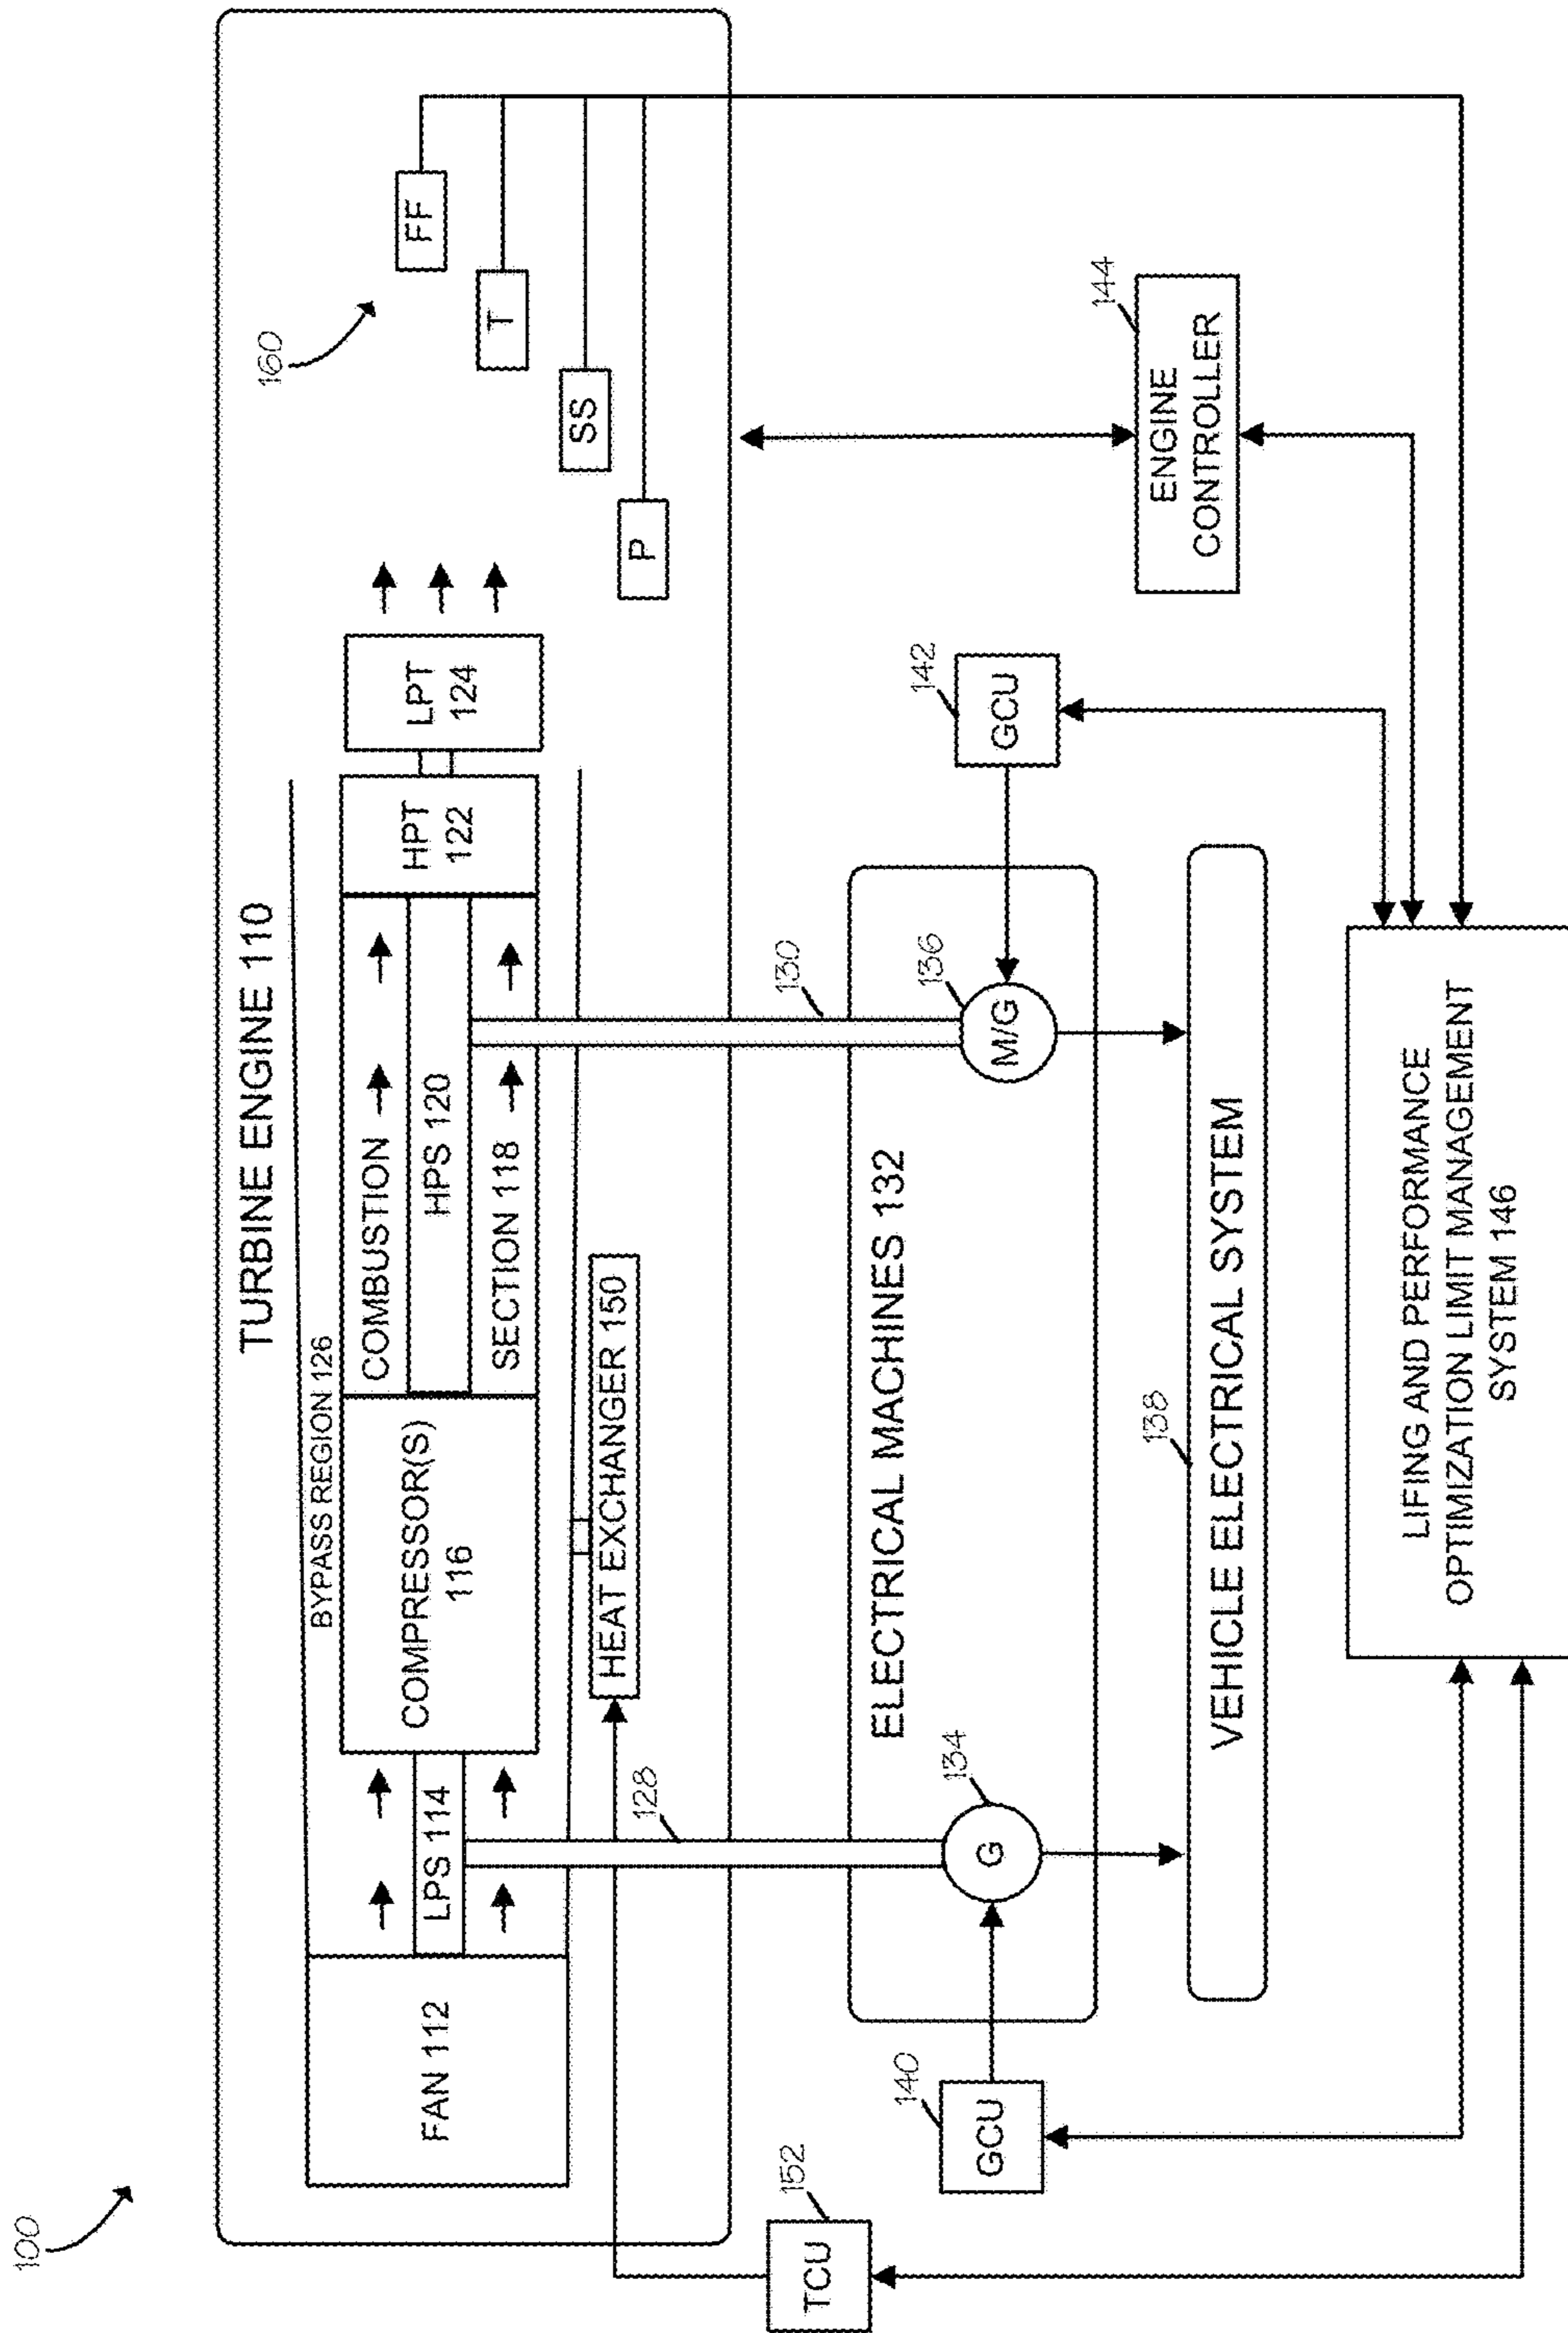 100
TURBINE ENGINE 110
BYPASS REGION 126
FAN 112
LPS 114
COMPRESSOR(S)
116
COMBUSTION
HPS 120
SECTION 118
HPT
122
LPT
124
160
FF
T
SS
P
HEAT EXCHANGER 150
128
130
TCU
152
ELECTRICAL MACHINES 132
G
134
M/G
136
GCU
140
GCU
142
ENGINE
CONTROLLER
144
138
VEHICLE ELECTRICAL SYSTEM
LIFING AND PERFORMANCE
OPTIMIZATION LIMIT MANAGEMENT
SYSTEM 146